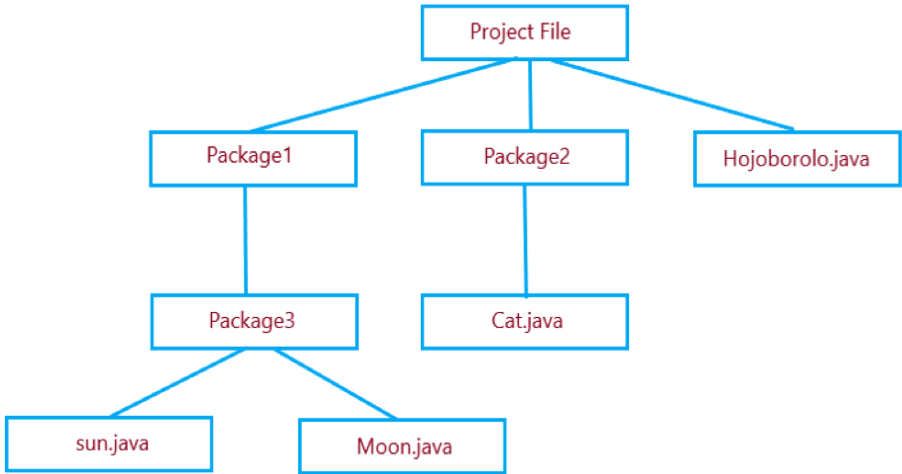 Project File
Package1
Package2
Hojoborolo.java
Package3
Cat.java
sun.java
Moon.java